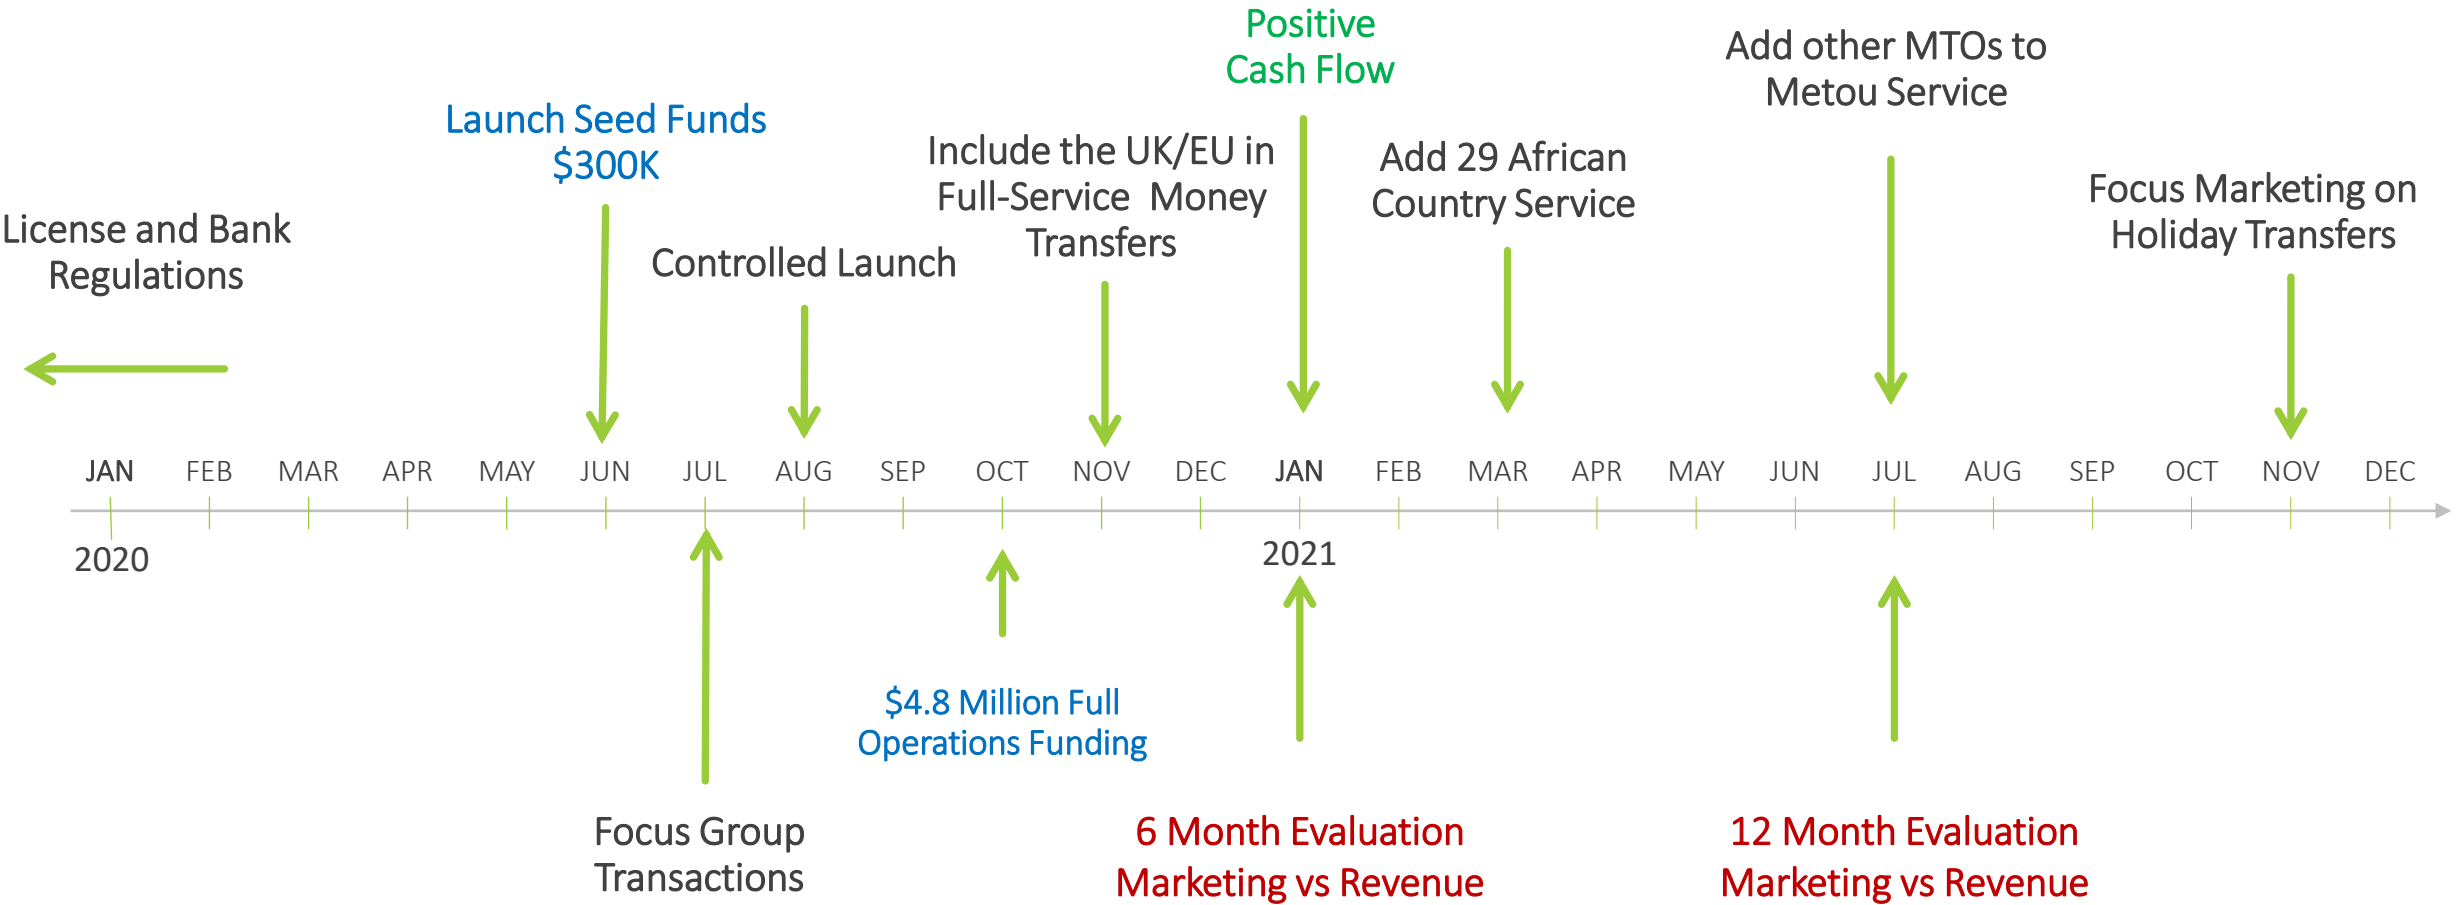 Positive
Cash Flow
Add other MTOs to
Metou Service
Launch Seed Funds
$300K
Include the UK/EU in
Full-Service Money
Transfers
Add 29 African
Country Service
Focus Marketing on
Holiday Transfers
License and Bank
Regulations
Controlled Launch
JAN FEB MAR APR MAY JUN JUL AUG SEP OCT NOV DEC JAN FEB MAR APR MAY JUN JUL AUG SEP OCT NOV DEC
2020 2021
$4.8 Million Full
Operations Funding
Focus Group
Transactions
6 Month Evaluation
Marketing vs Revenue
12 Month Evaluation
Marketing vs Revenue